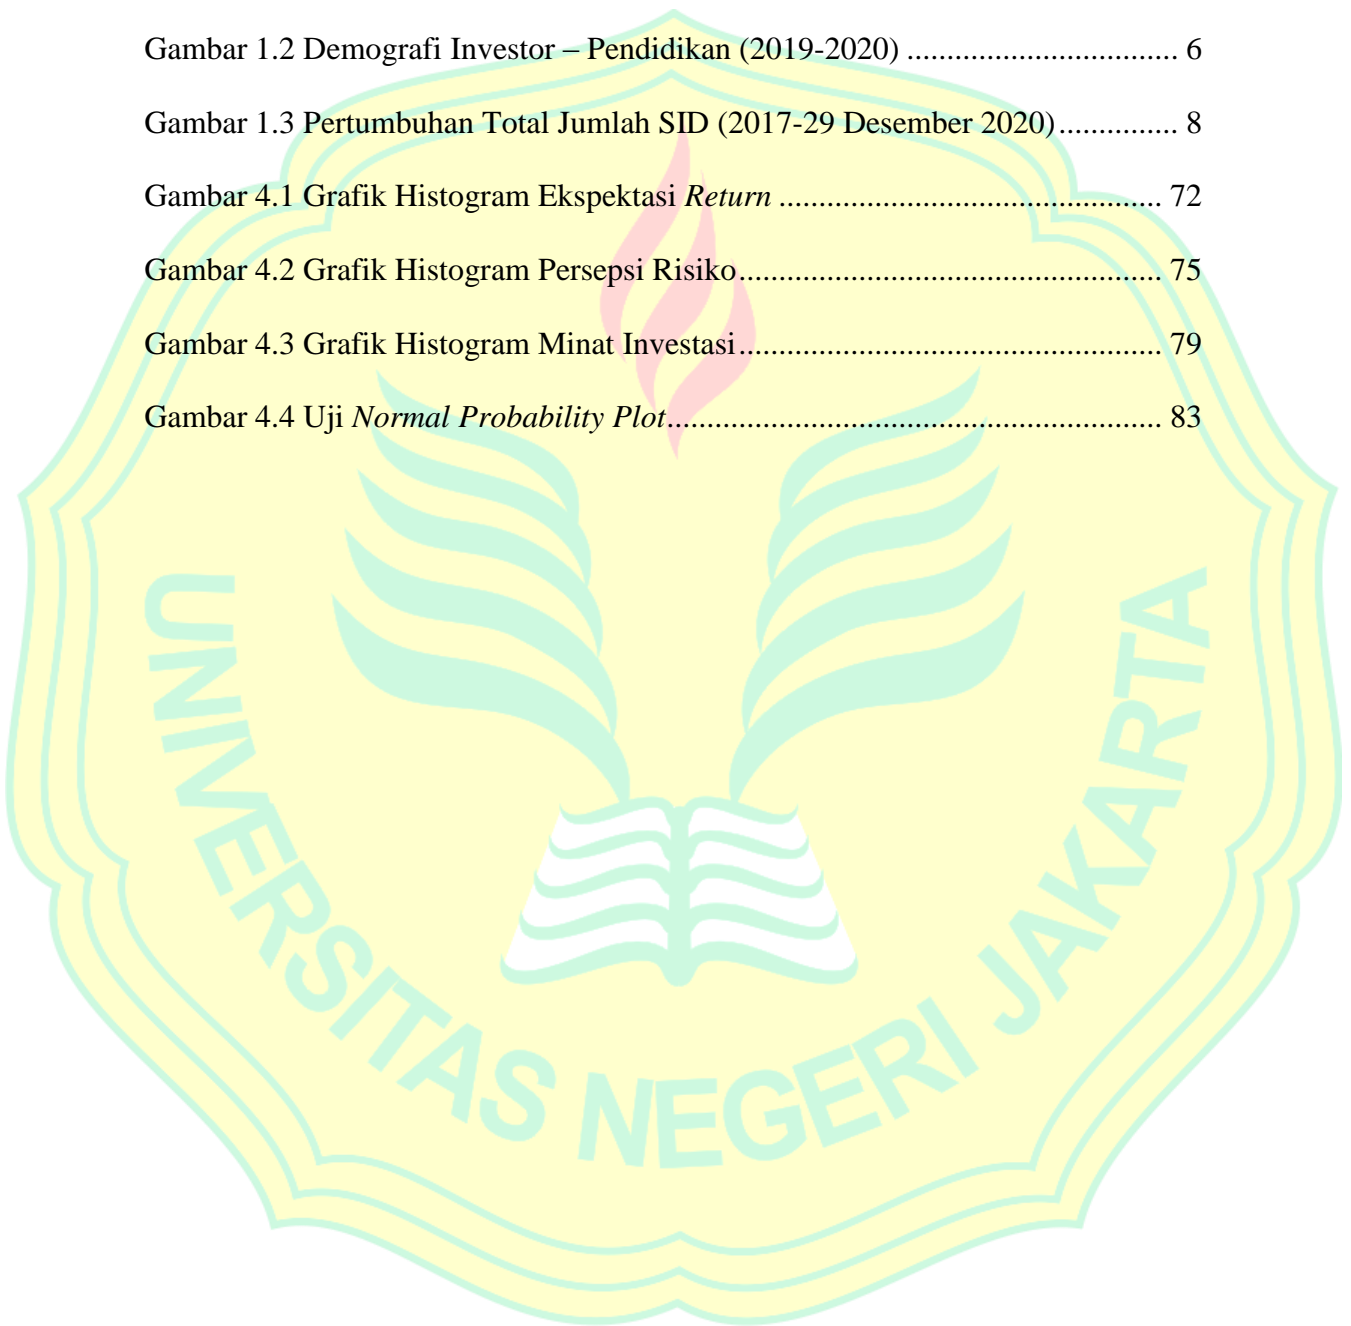 Gambar 1.2 Demografi Investor – Pendidikan (2019-2020) .................................. 6
Gambar 1.3 Pertumbuhan Total Jumlah SID (2017-29 Desember 2020) ............... 8
Gambar 4.1 Grafik Histogram Ekspektasi Return ................................................ 72
Gambar 4.2 Grafik Histogram Persepsi Risiko ..................................................... 75
Gambar 4.3 Grafik Histogram Minat Investasi ..................................................... 79
Gambar 4.4 Uji Normal Probability Plot .............................................................. 83
UNIVERSITAS NEGERI JAKARTA